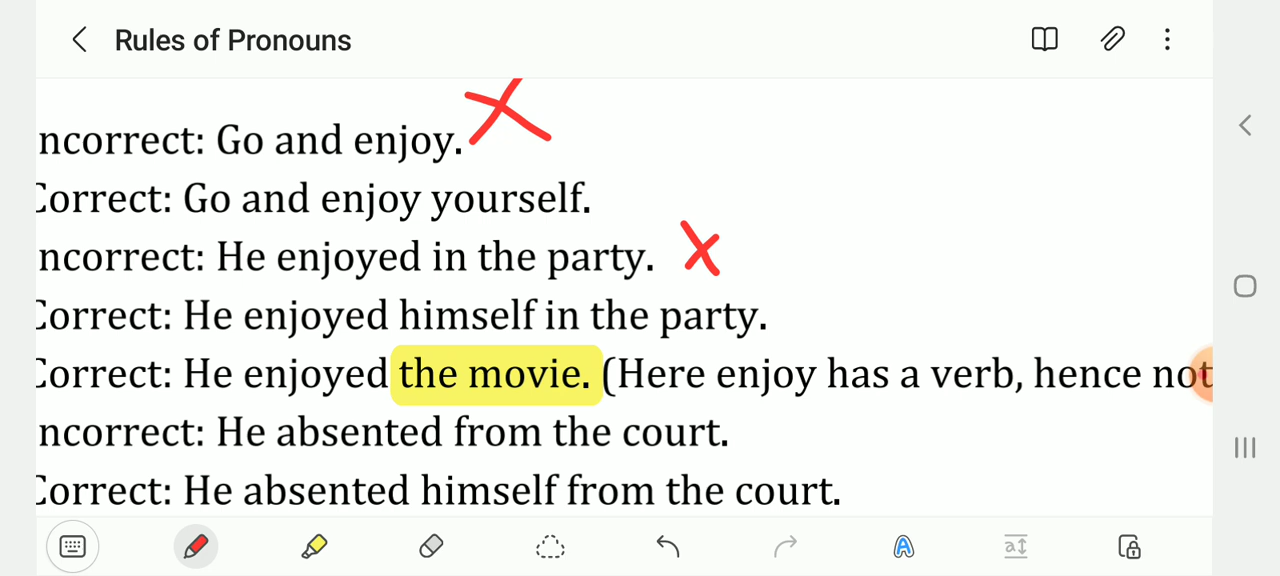 Rules of Pronouns
ncorrect: Go and enjoy.
Correct: Go and enjoy yourself.
ncorrect: He enjoyed in the party.
Correct: He enjoyed himself in the party.
Correct: He enjoyed the movie. (Here enjoy has a verb, hence not
ncorrect: He absented from the court.
Correct: He absented himself from the court.